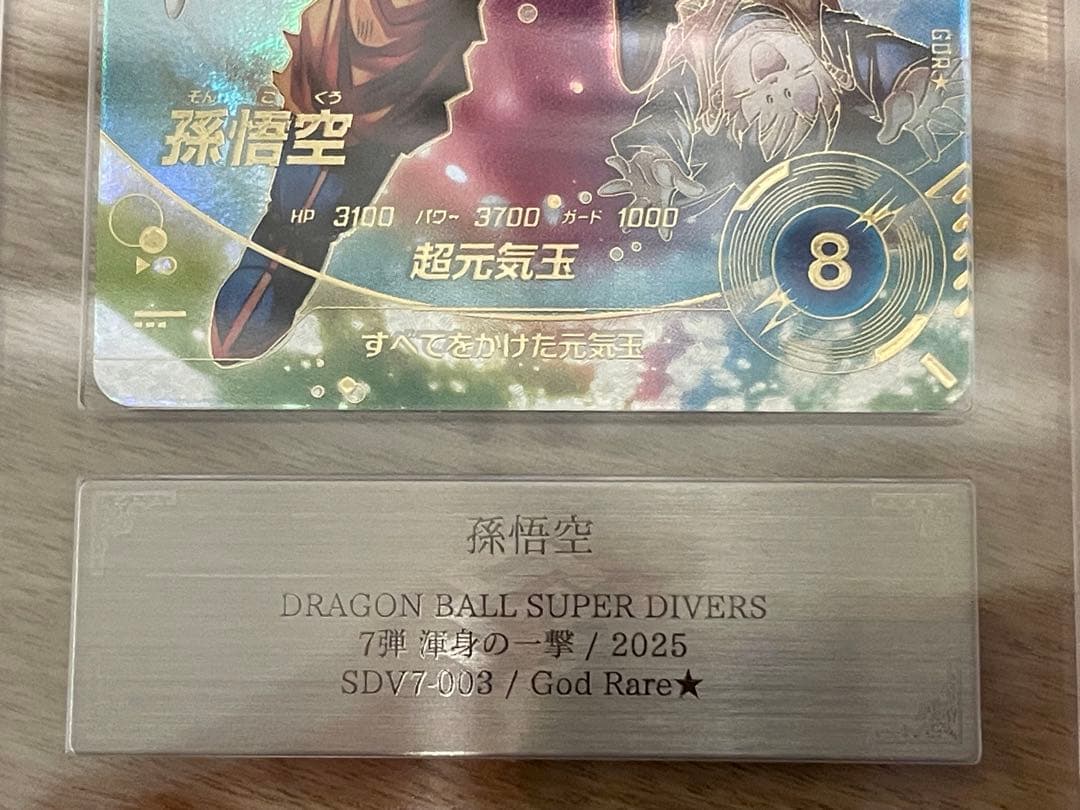 GDR★
そん ご くう
孫悟空
HP 3100 パワー 3700 ガード 1000
超元気玉
8
すべてをかけた元気玉
孫悟空
DRAGON BALL SUPER DIVERS
7弾 渾身の一撃 / 2025
SDV7-003 / God Rare★